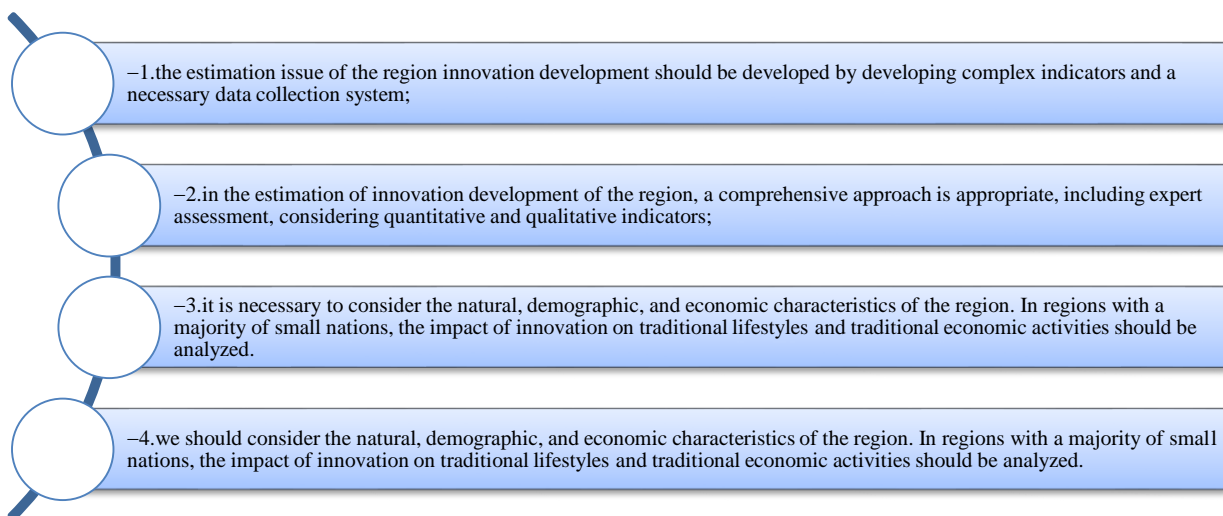 –1.the estimation issue of the region innovation development should be developed by developing complex indicators and a
necessary data collection system;
–2.in the estimation of innovation development of the region, a comprehensive approach is appropriate, including expert
assessment, considering quantitative and qualitative indicators;
–3.it is necessary to consider the natural, demographic, and economic characteristics of the region. In regions with a
majority of small nations, the impact of innovation on traditional lifestyles and traditional economic activities should be
analyzed.
–4.we should consider the natural, demographic, and economic characteristics of the region. In regions with a majority of small
nations, the impact of innovation on traditional lifestyles and traditional economic activities should be analyzed.